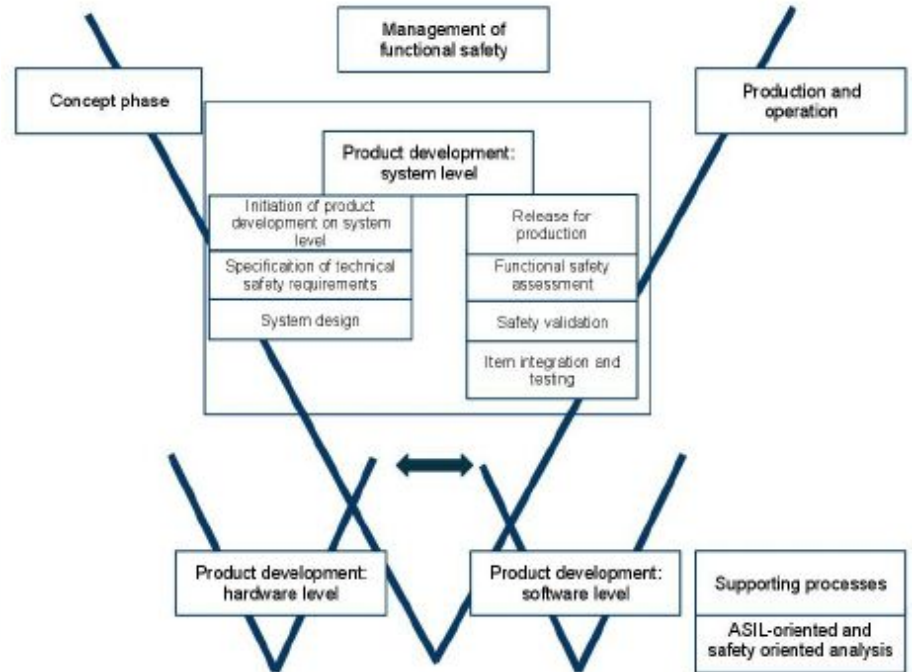 Management of
functional safety
Concept phase
Production and
operation
Product development:
system level
Initiation of product
development on system
level
Specification of technical
safety requirements
System design
Release for
production
Functional safety
assessment
Safety validation
Item integration and
testing
Product development:
hardware level
Product development:
software level
Supporting processes
ASIL-oriented and
safety oriented analysis